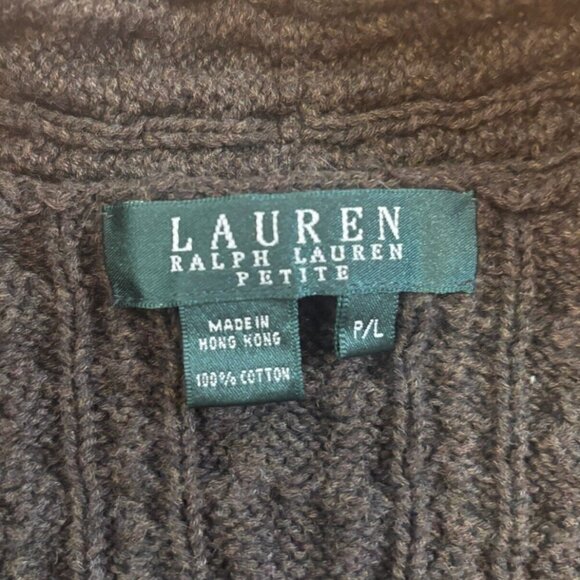 LAUREN
RALPH LAUREN
PETITE
MADE IN
HONG KONG
100% COTTON
P/L